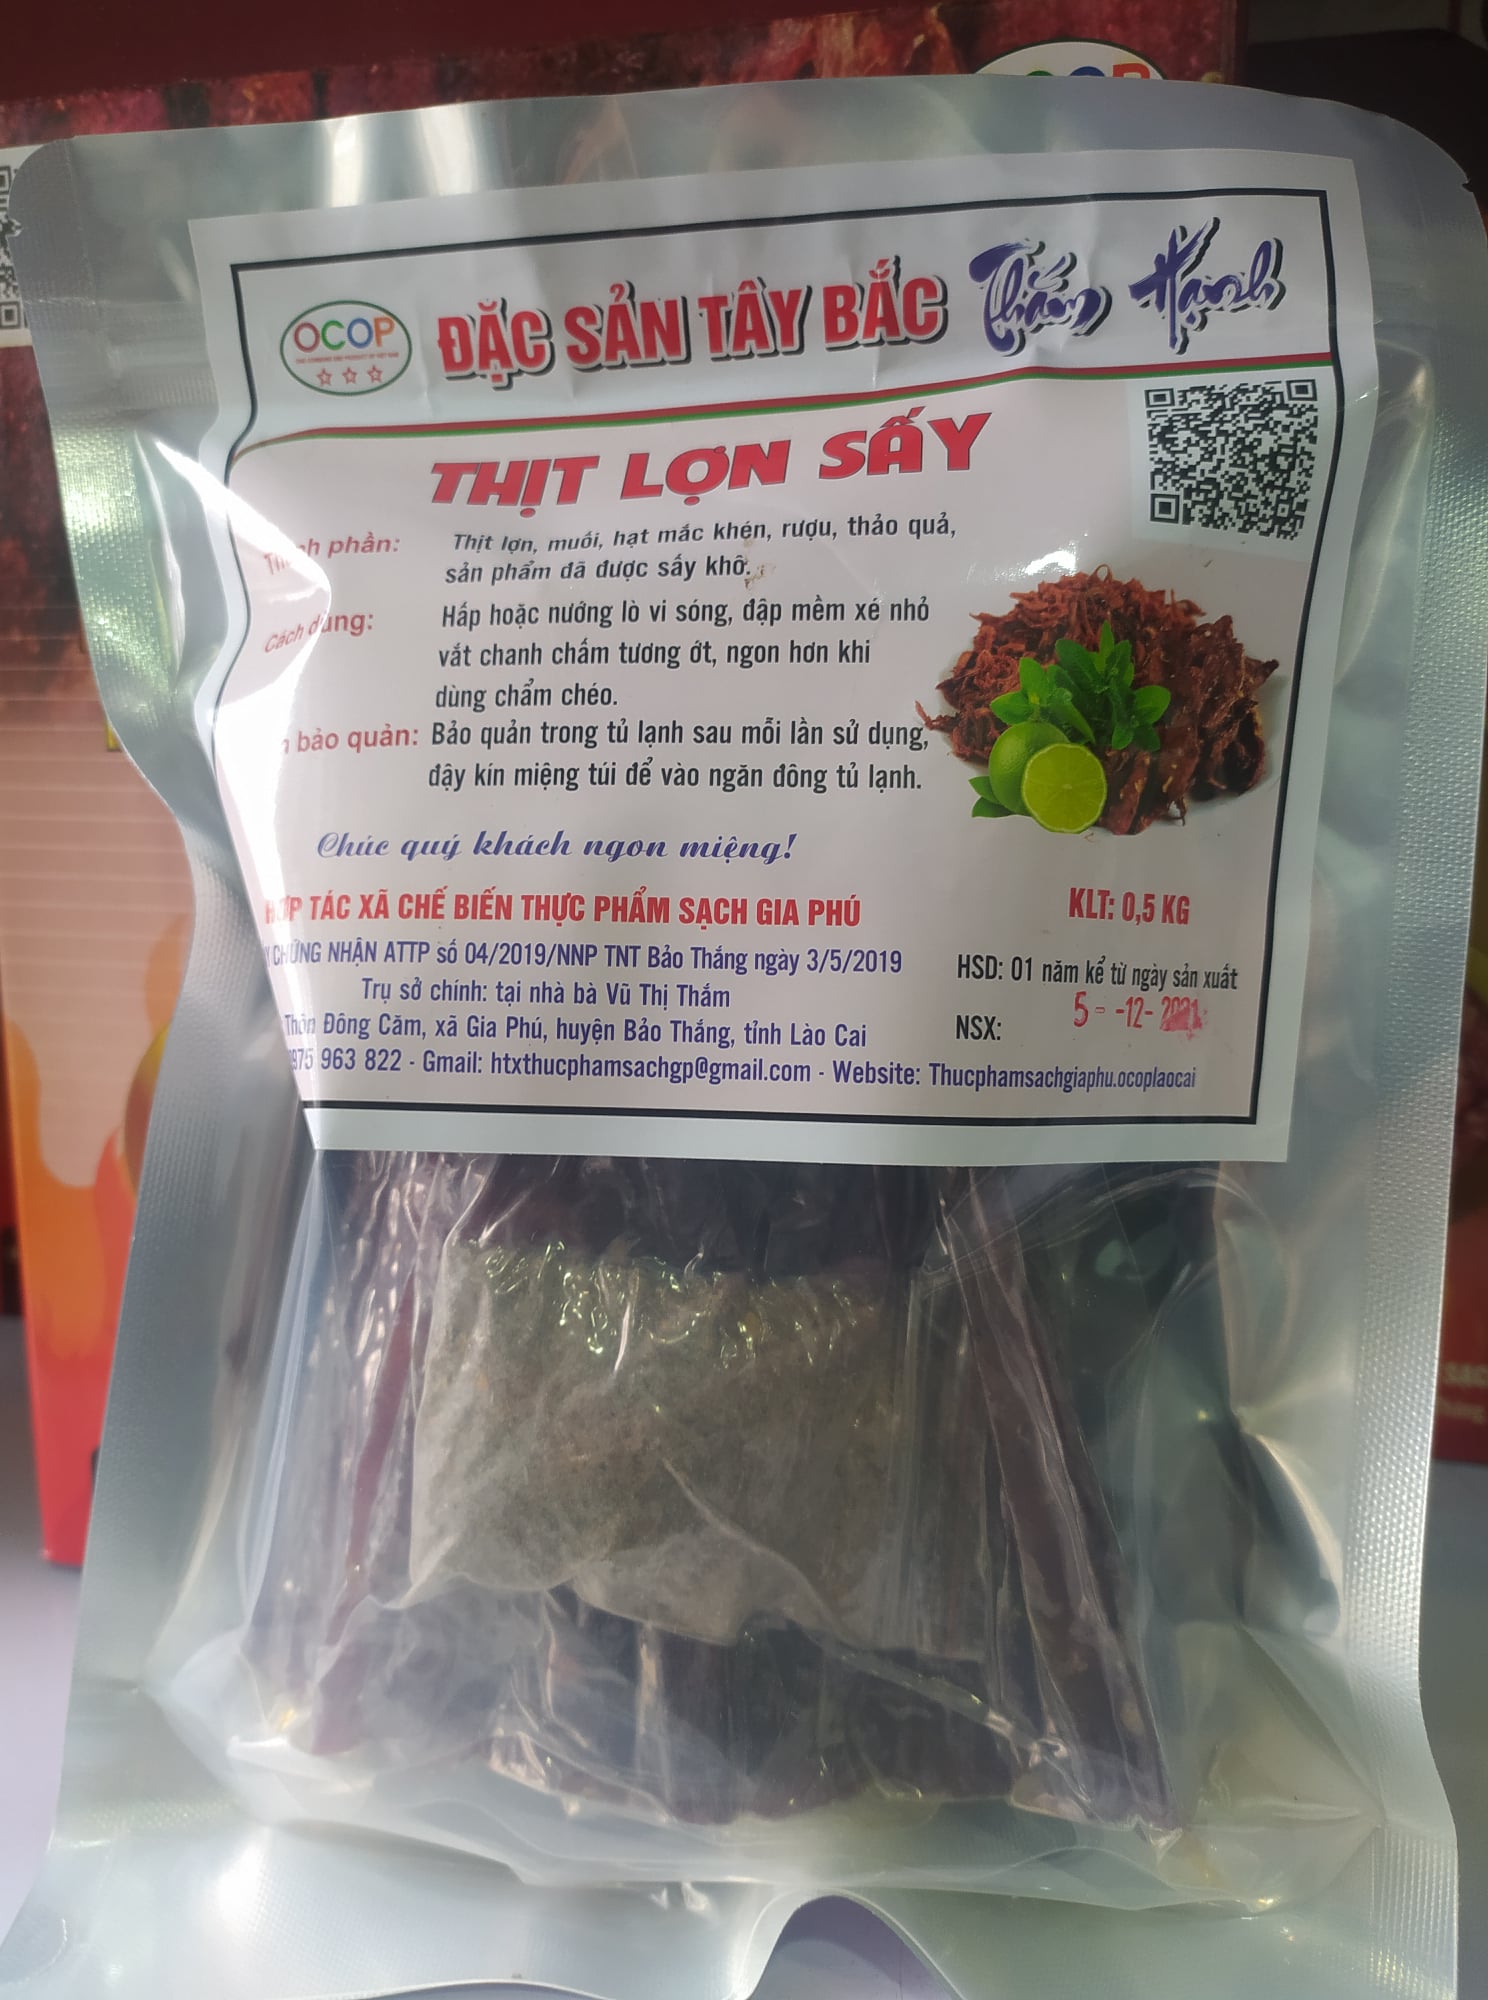 OCOP
ĐẶC SẢN TÂY BẮC Thắm Hạnh
THỊT LỢN SẤY
phần: Thịt lợn, muối, hạt mắc khén, rượu, thảo quả,
sản phẩm đã được sấy khô.
Cách dùng: Hấp hoặc nướng lò vi sóng, đập mềm xé nhỏ
vắt chanh chấm tương ớt, ngon hơn khi
dùng chẩm chéo.
bảo quản: Bảo quản trong tủ lạnh sau mỗi lần sử dụng,
đậy kín miệng túi để vào ngăn đông tủ lạnh.
Chúc quý khách ngon miệng!
HỢP TÁC XÃ CHẾ BIẾN THỰC PHẨM SẠCH GIA PHÚ
KLT: 0,5 KG
CHỨNG NHẬN ATTP số 04/2019/NNP TNT Bảo Thắng ngày 3/5/2019
HSD: 01 năm kể từ ngày sản xuất
Trụ sở chính: tại nhà bà Vũ Thị Thắm
NSX: 5- -12- 2021
Thôn Đông Căm, xã Gia Phú, huyện Bảo Thắng, tỉnh Lào Cai
975 963 822 - Gmail: htxthucphamsachgp@gmail.com - Website: Thucphamsachgiaphu.ocoplaocai